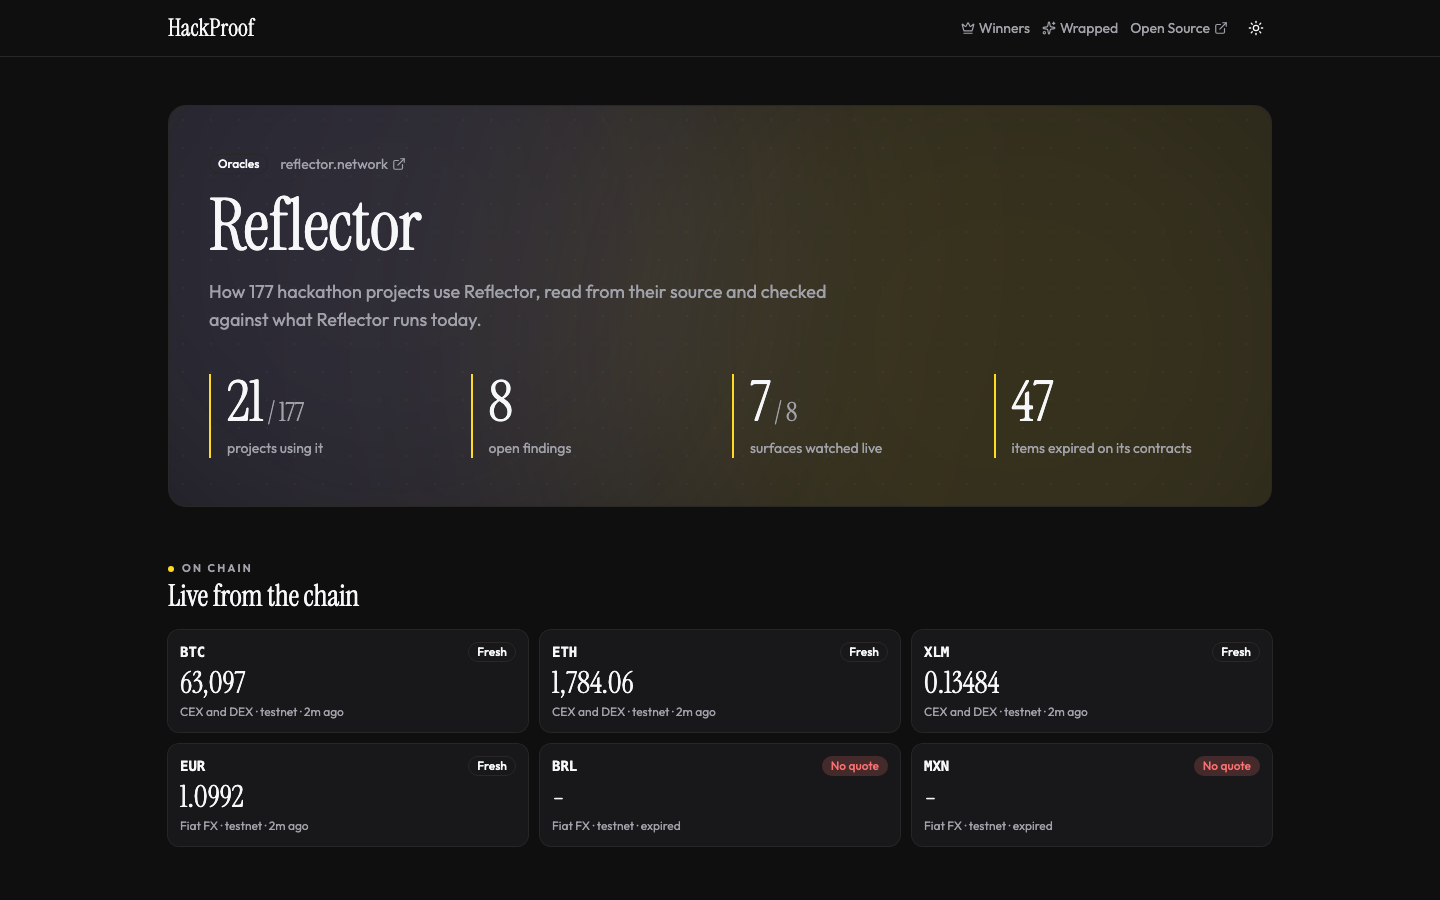 HackProof
Winners
Wrapped
Open Source
Oracles
reflector.network
Reflector
How 177 hackathon projects use Reflector, read from their source and checked
against what Reflector runs today.
21 / 177
projects using it
8
open findings
7 / 8
surfaces watched live
47
items expired on its contracts
ON CHAIN
Live from the chain
BTC
Fresh
63,097
CEX and DEX · testnet · 2m ago
ETH
Fresh
1,784.06
CEX and DEX · testnet · 2m ago
XLM
Fresh
0.13484
CEX and DEX · testnet · 2m ago
EUR
Fresh
1.0992
Fiat FX · testnet · 2m ago
BRL
No quote
–
Fiat FX · testnet · expired
MXN
No quote
–
Fiat FX · testnet · expired